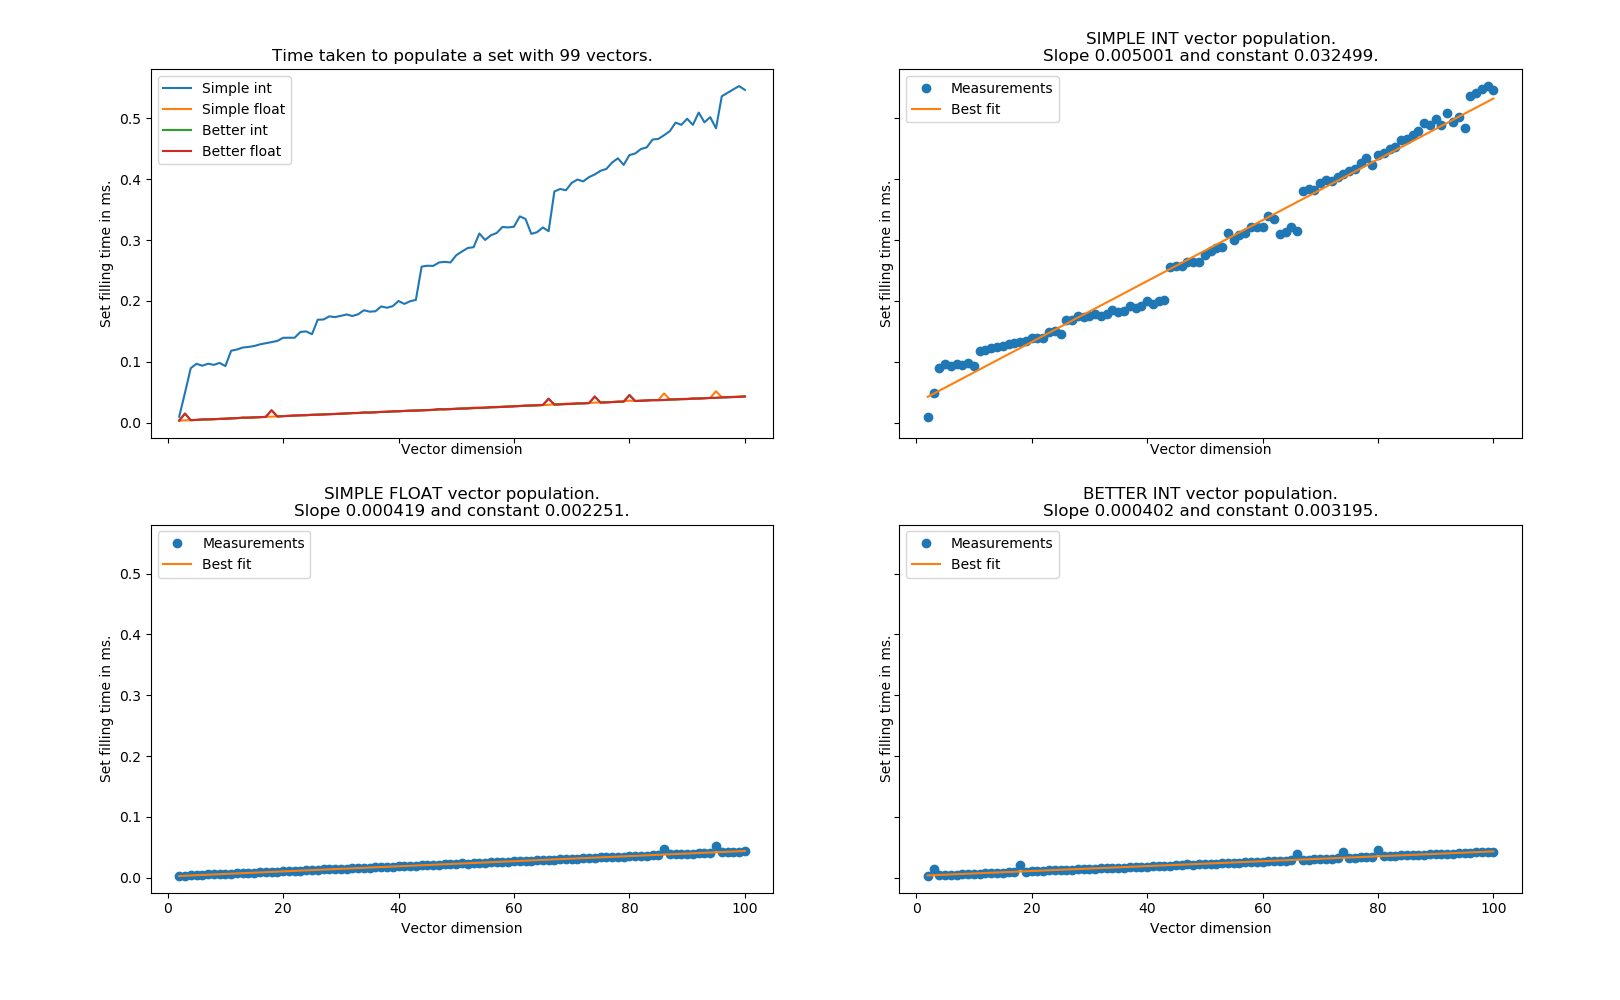 Time taken to populate a set with 99 vectors.
Simple int
Simple float
Better int
Better float
0.5
0.4
0.3
0.2
0.1
0.0
Set filling time in ms.
Vector dimension
SIMPLE INT vector population.
Slope 0.005001 and constant 0.032499.
Measurements
Best fit
Set filling time in ms.
Vector dimension
SIMPLE FLOAT vector population.
Slope 0.000419 and constant 0.002251.
Measurements
Best fit
0.5
0.4
0.3
0.2
0.1
0.0
Set filling time in ms.
0 20 40 60 80 100
Vector dimension
BETTER INT vector population.
Slope 0.000402 and constant 0.003195.
Measurements
Best fit
Set filling time in ms.
0 20 40 60 80 100
Vector dimension